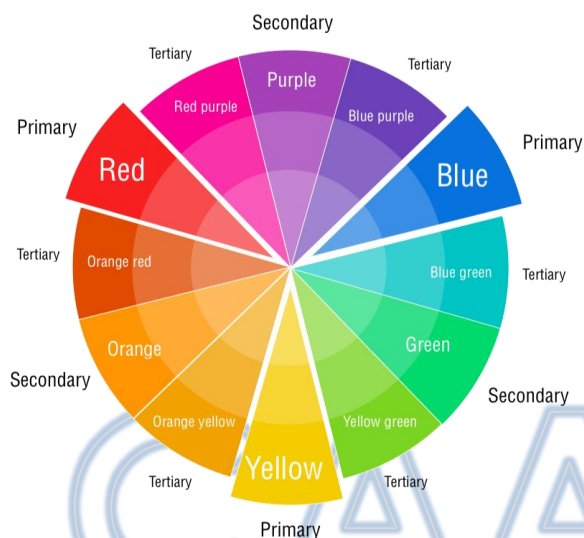 Secondary
Tertiary
Tertiary
Purple
Red purple
Blue purple
Primary
Primary
Red
Blue
Tertiary
Orange red
Blue green
Tertiary
Orange
Green
Secondary
Secondary
Orange yellow
Yellow green
Yellow
Tertiary
Tertiary
Primary